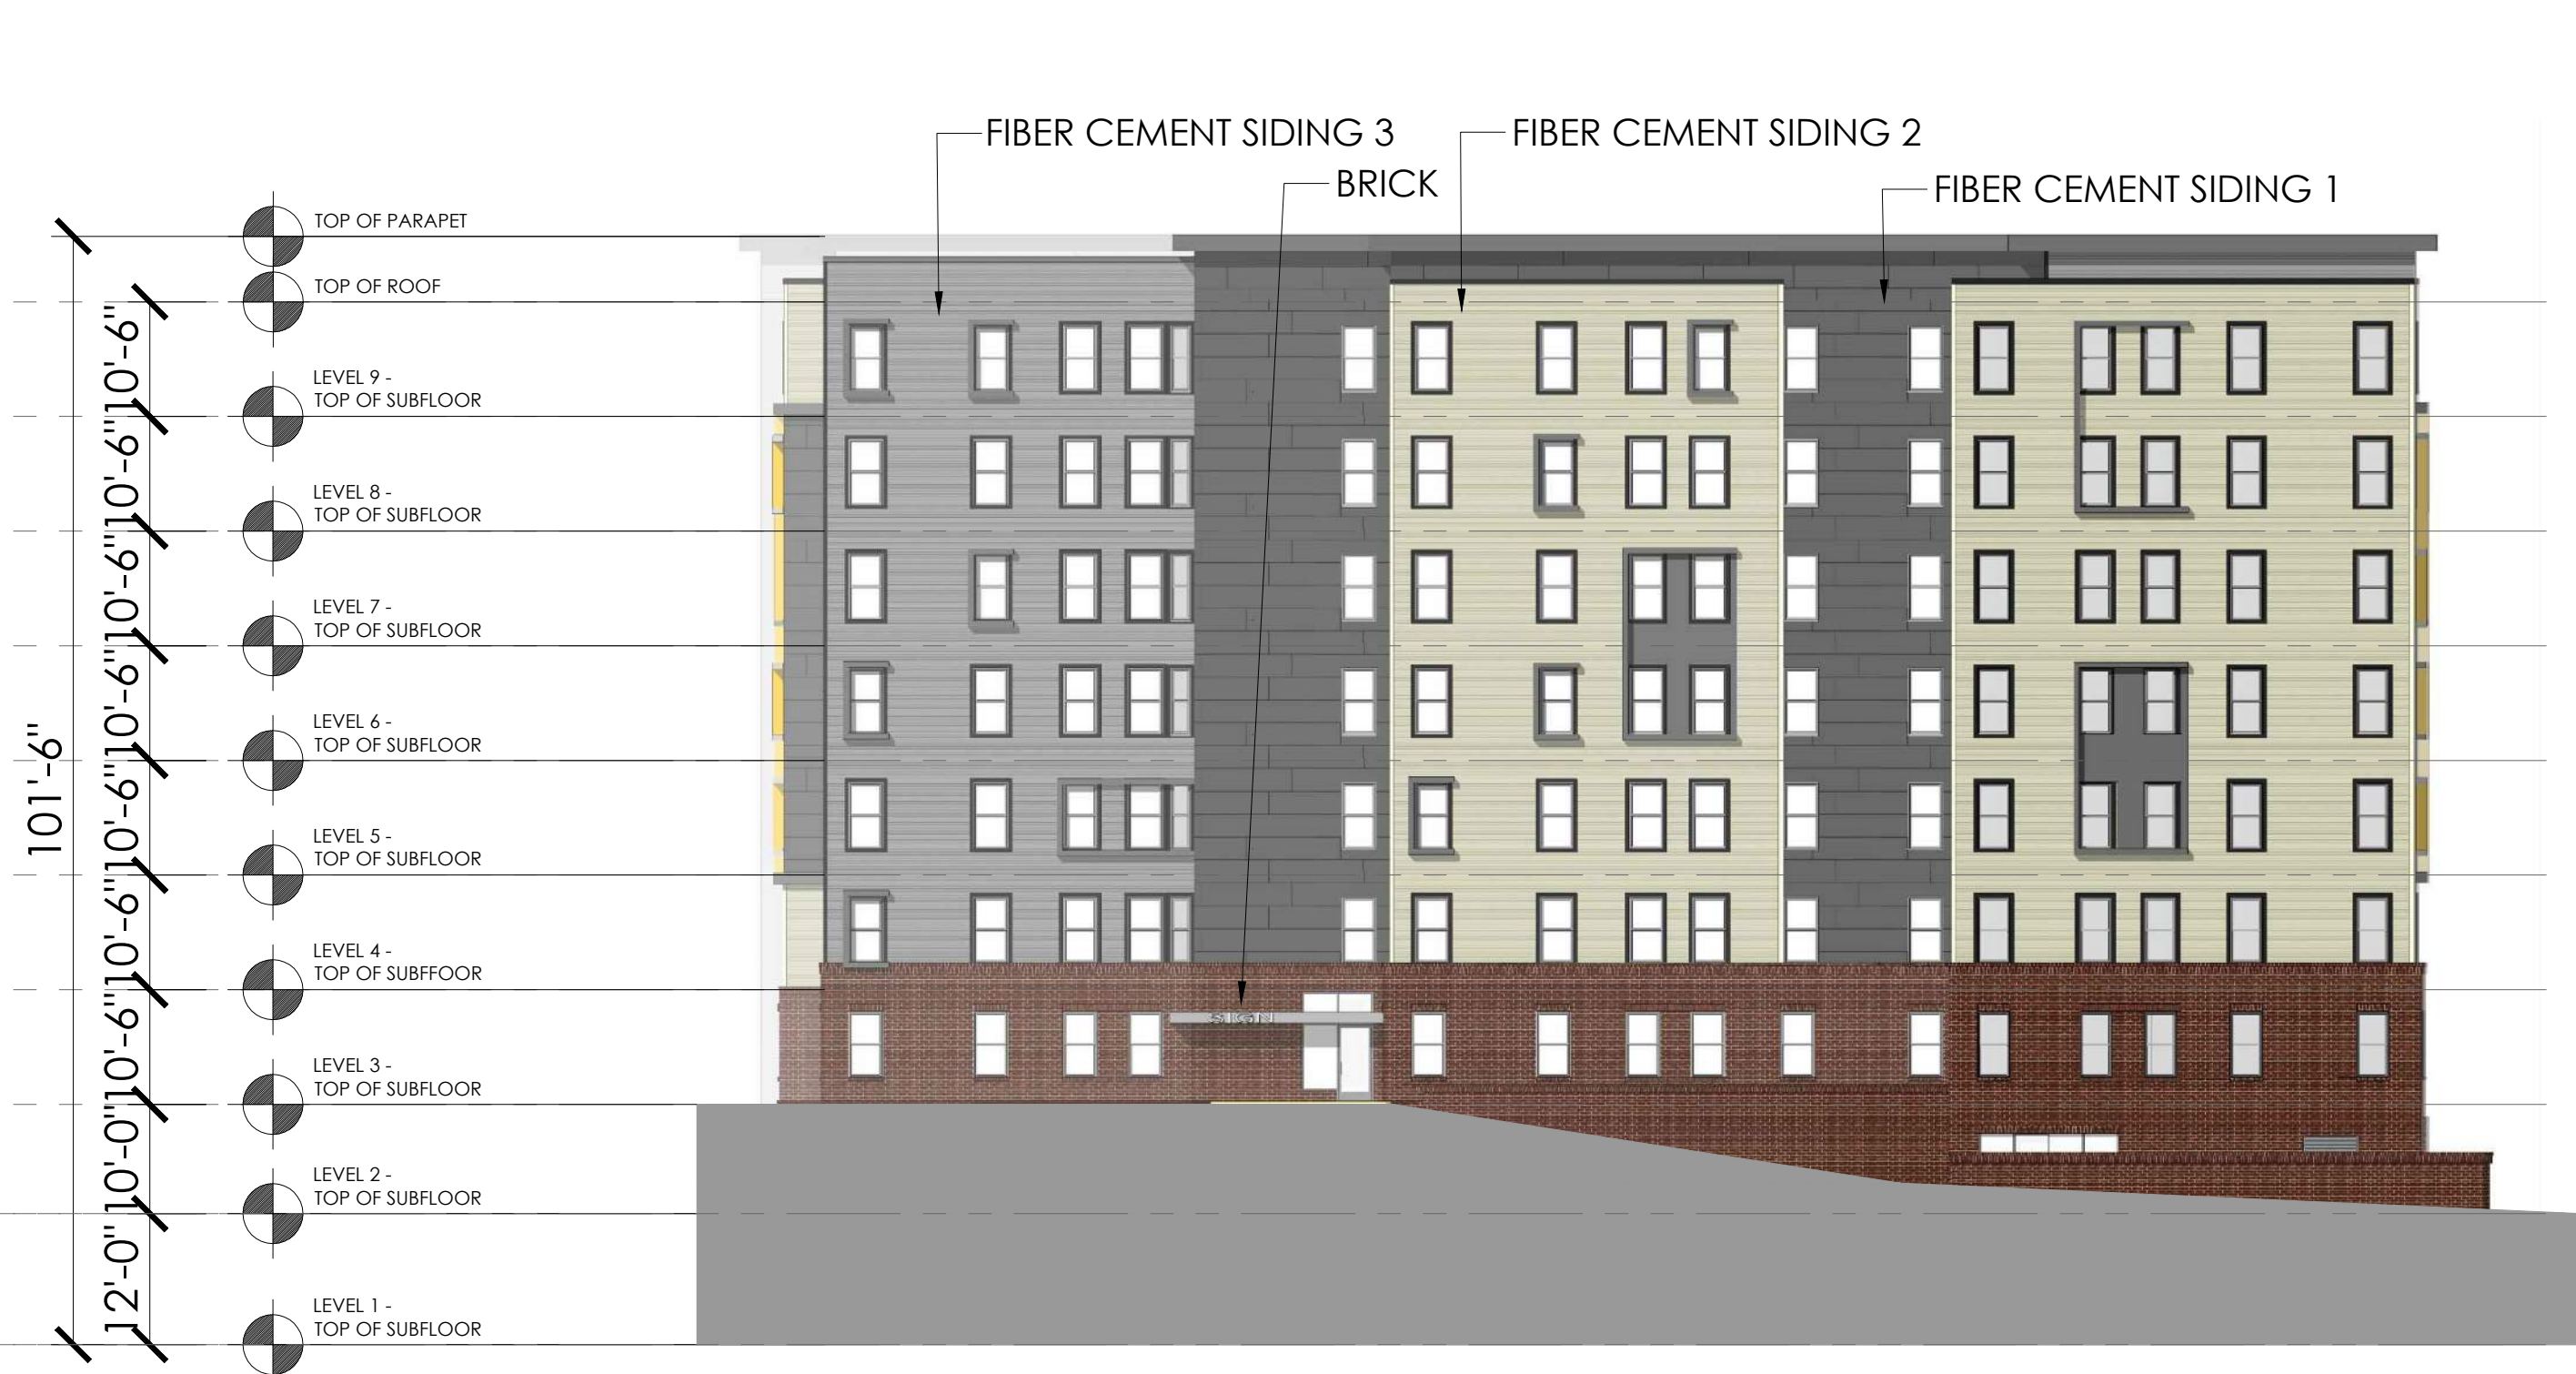 FIBER CEMENT SIDING 3
FIBER CEMENT SIDING 2
BRICK
FIBER CEMENT SIDING 1
TOP OF PARAPET
TOP OF ROOF
10'-6"
LEVEL 9 -
TOP OF SUBFLOOR
10'-6"
LEVEL 8 -
TOP OF SUBFLOOR
10'-6"
LEVEL 7 -
TOP OF SUBFLOOR
10'-6"
LEVEL 6 -
TOP OF SUBFLOOR
10'-6"
LEVEL 5 -
TOP OF SUBFLOOR
10'-6"
LEVEL 4 -
TOP OF SUBFFOOR
10'-6"
LEVEL 3 -
TOP OF SUBFLOOR
10'-0"
LEVEL 2 -
TOP OF SUBFLOOR
12'-0"
LEVEL 1 -
TOP OF SUBFLOOR
101'-6"
SIGN